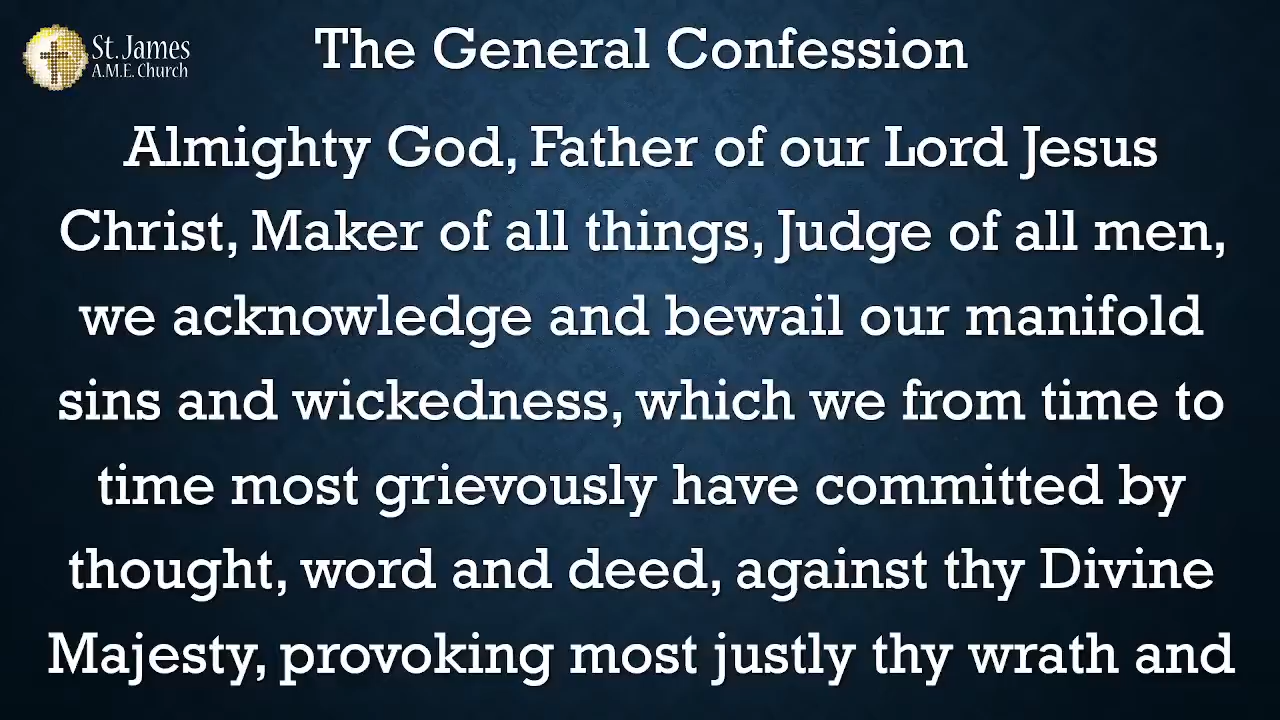 St. James
A.M.E. Church
The General Confession
Almighty God, Father of our Lord Jesus
Christ, Maker of all things, Judge of all men,
we acknowledge and bewail our manifold
sins and wickedness, which we from time to
time most grievously have committed by
thought, word and deed, against thy Divine
Majesty, provoking most justly thy wrath and